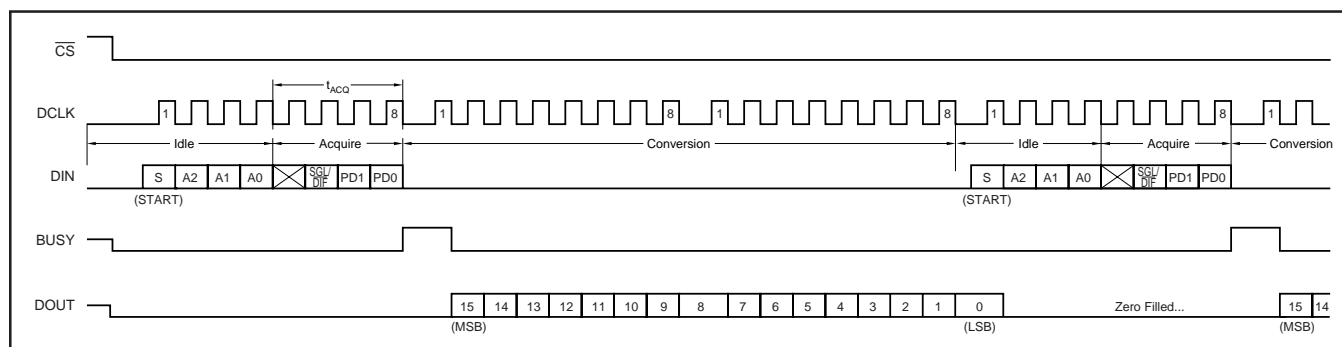 CS
tACQ
DCLK 1 8 1 8 1 8 1 8 1
Idle Acquire Conversion Idle Acquire Conversion
DIN S A2 A1 A0 SGL/DIF PD1 PD0 S A2 A1 A0 SGL/DIF PD1 PD0
(START) (START)
BUSY
DOUT 15 14 13 12 11 10 9 8 7 6 5 4 3 2 1 0 Zero Filled... 15 14
(MSB) (LSB) (MSB)